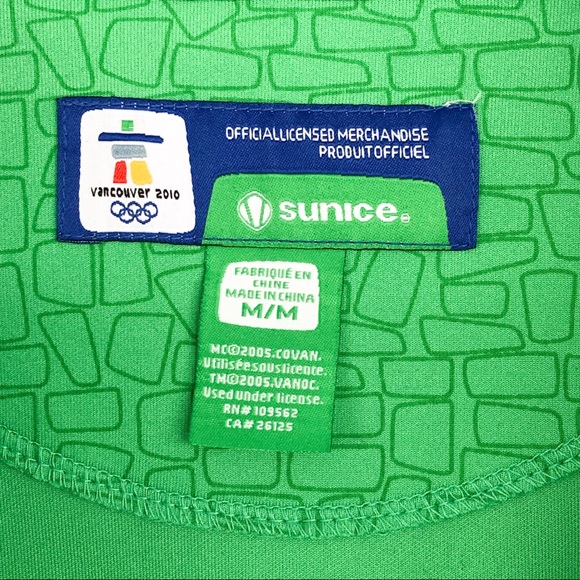 OFFICIALLICENSED MERCHANDISE
PRODUITOFFICIEL
vancouver 2010
sunice
FABRIQUÉ EN
CHINE
MADE IN CHINA
M/M
MC©2005.COVAN.
Utiliséesouslicence.
TM©2005.VANOC.
Used under license.
RN# 109562
CA# 26125